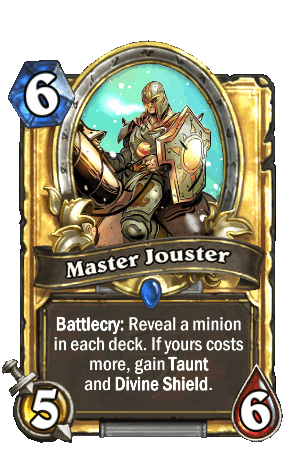 6
Master Jouster
Battlecry: Reveal a minion
in each deck. If yours costs
more, gain Taunt
and Divine Shield.
5
6